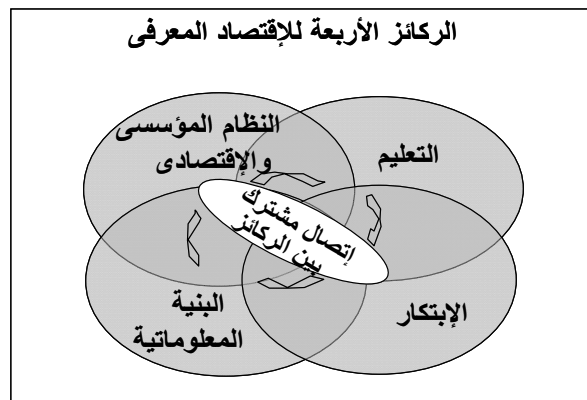 الركائز الأربعة للإقتصاد المعرفى
النظام المؤسسى
والإقتصادى
التعليم
إتصال مشترك
بين الركائز
البنية
المعلوماتية
الإبتكار